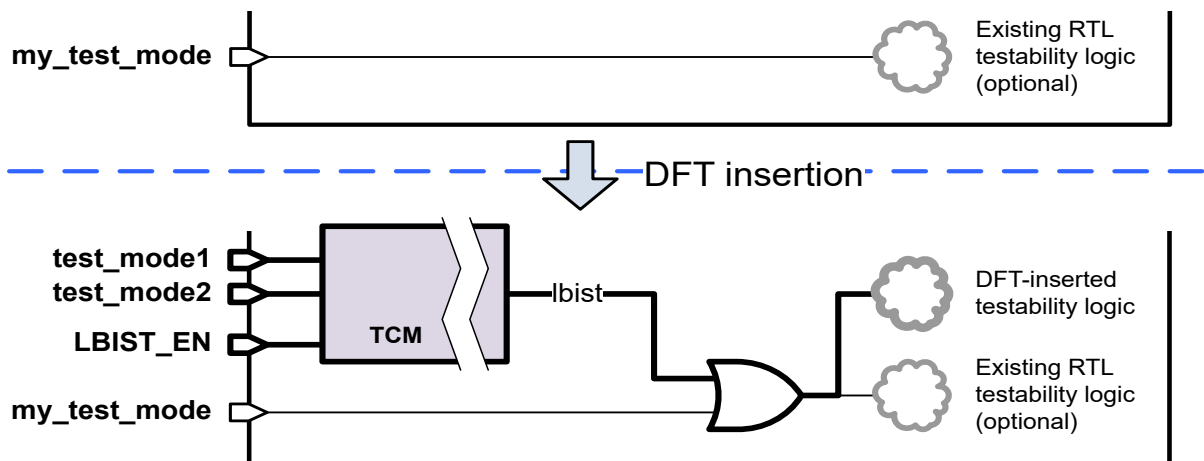 my_test_mode
Existing RTL
testability logic
(optional)
DFT insertion
test_mode1
test_mode2
LBIST_EN
TCM
lbist
my_test_mode
DFT-inserted
testability logic
Existing RTL
testability logic
(optional)